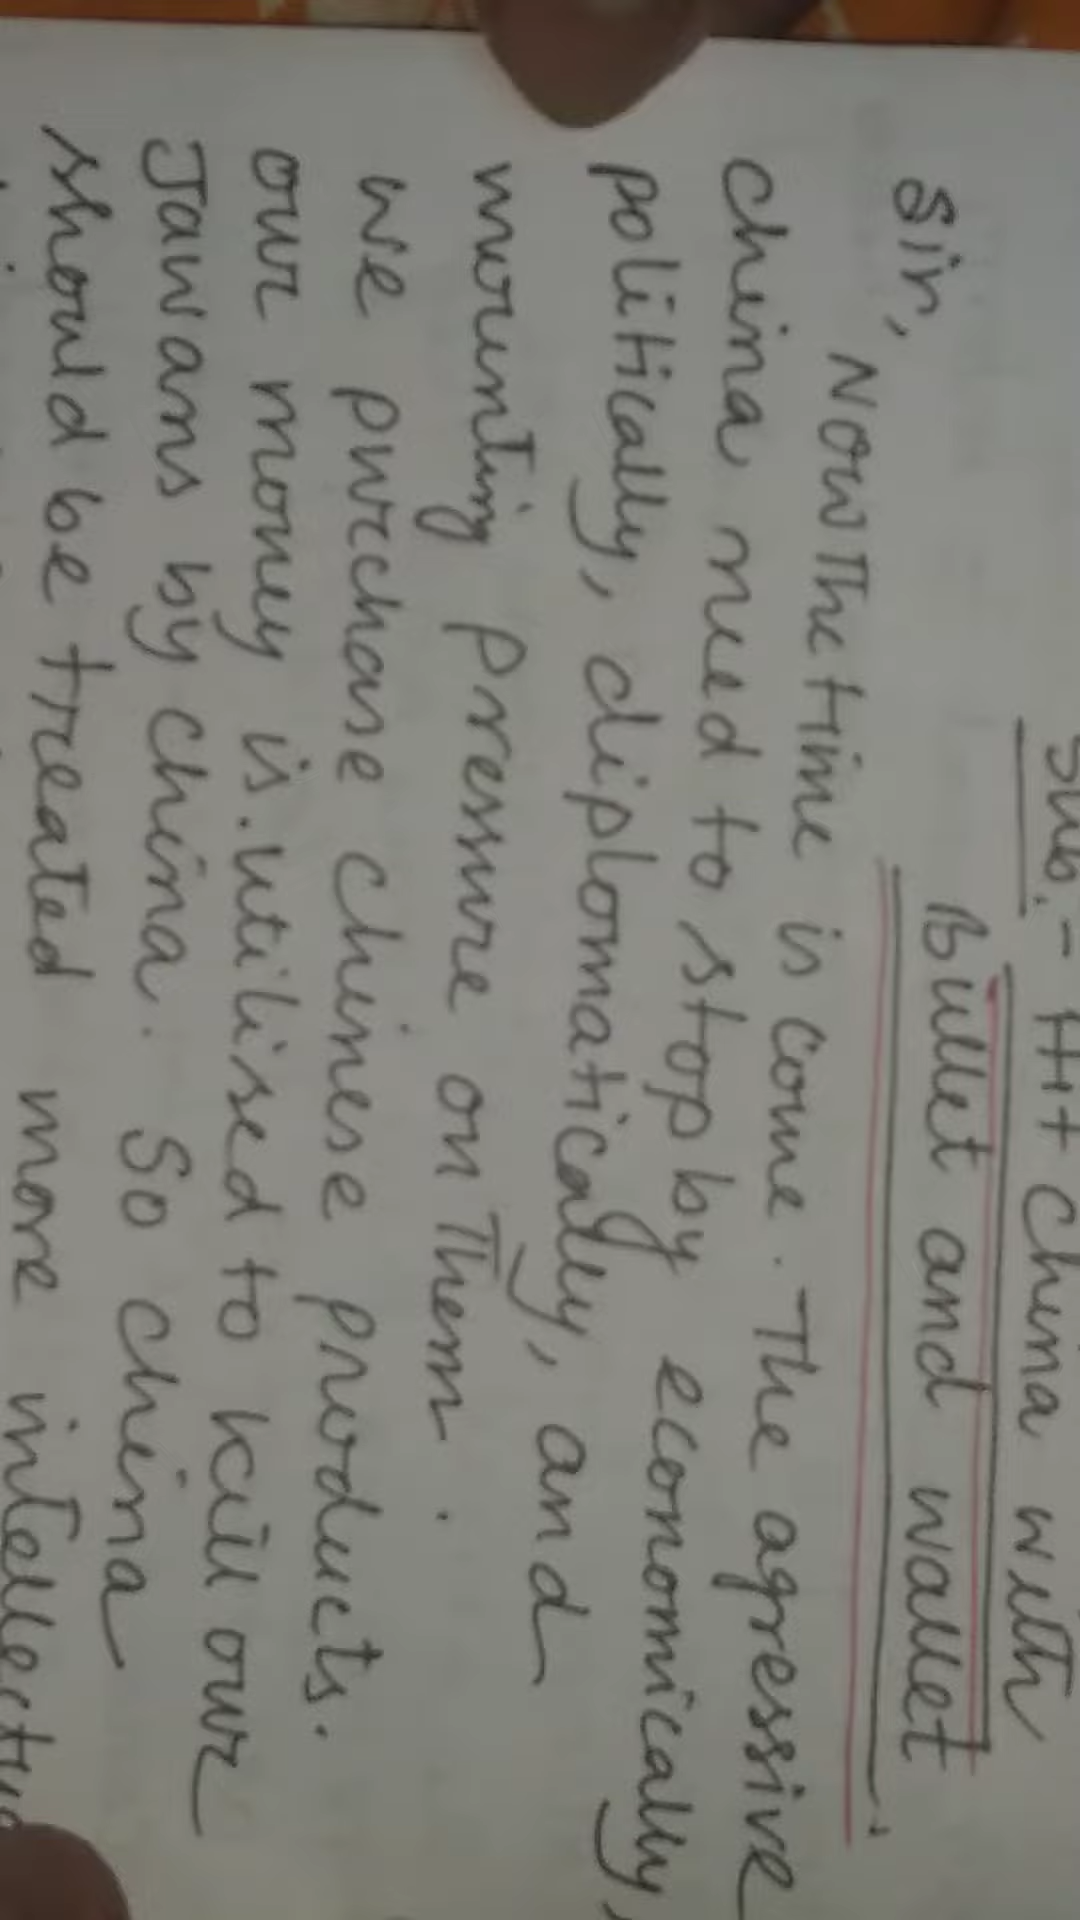 Sub:- Hit China with
Bullet and wallet.
Sir,
Now The time is come. The agressive
China need to stop by economically,
politically, diplomatically, and
mounting pressure on Them.
We purchase chinese products.
our money is utilised to kill our
Jawans by China. So China
should be treated more